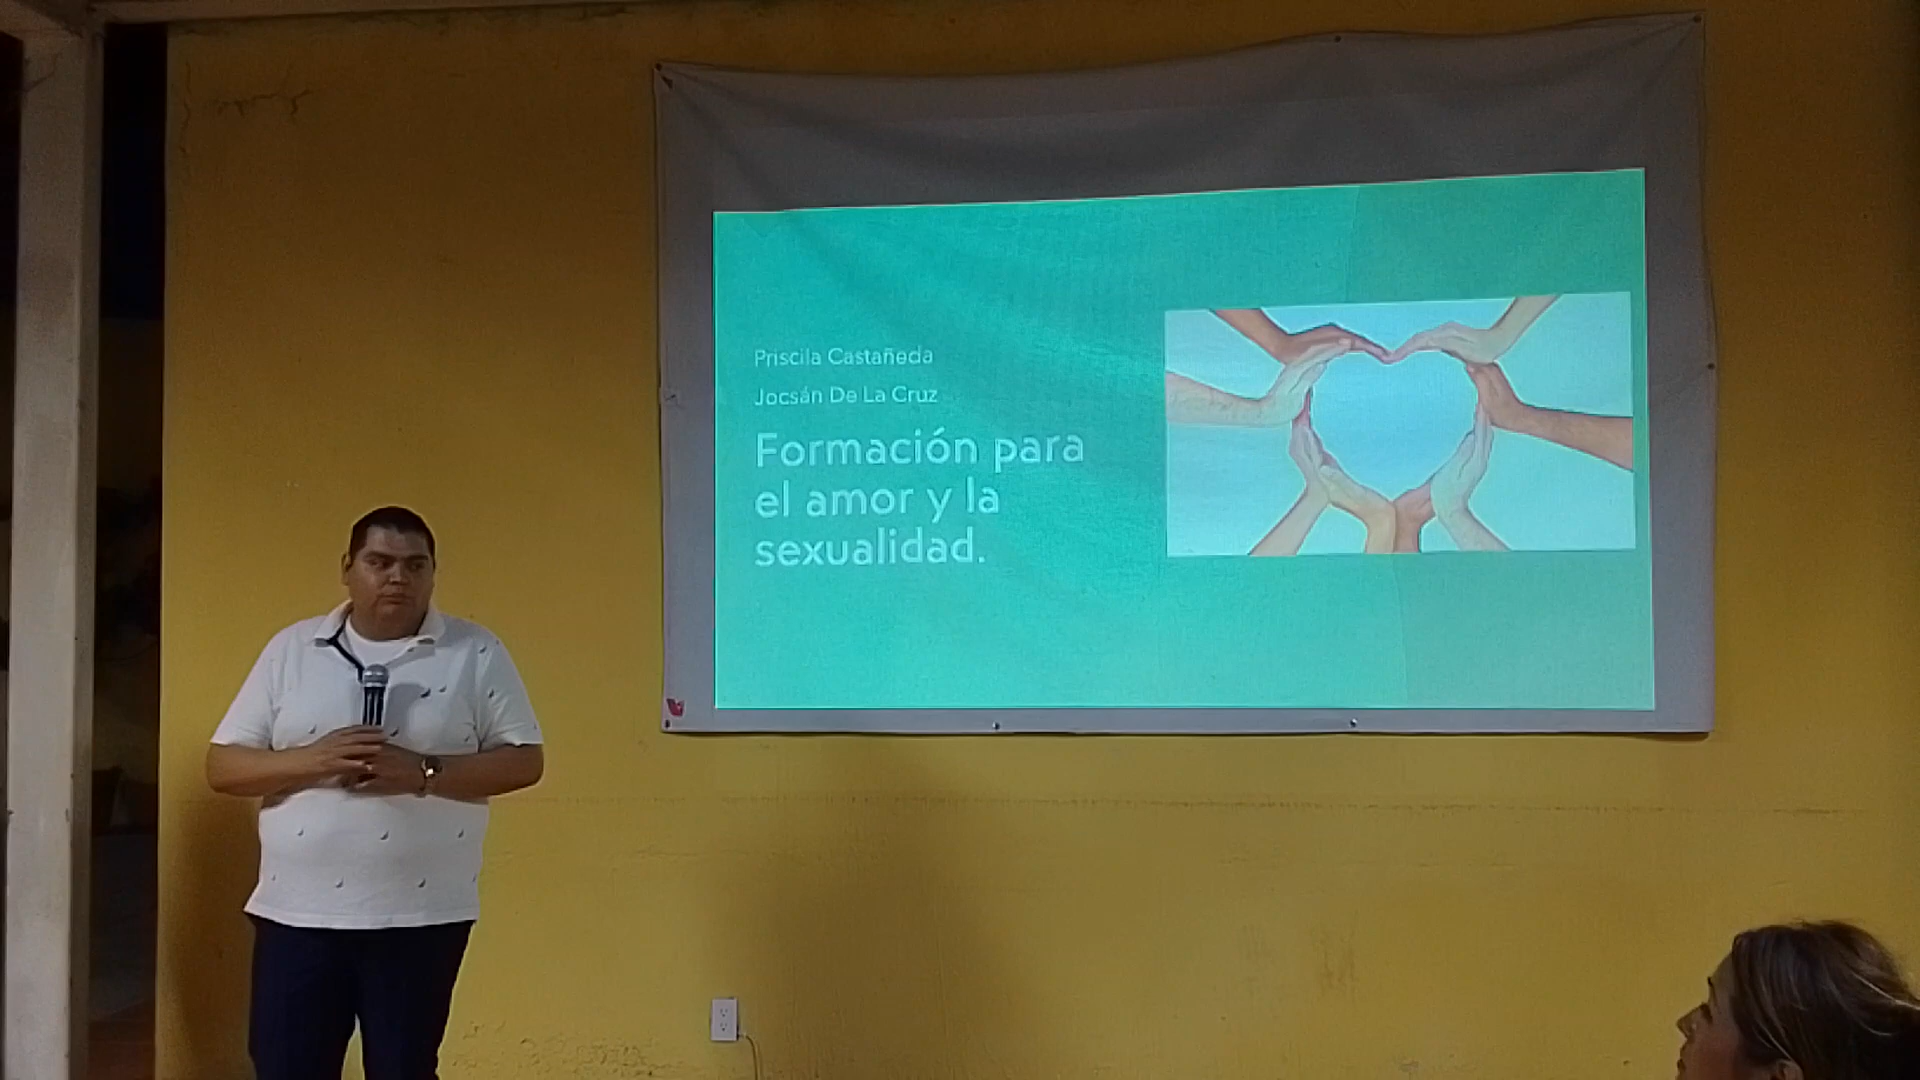 Priscila Castañeda
Jocsán De La Cruz
Formación para
el amor y la
sexualidad.